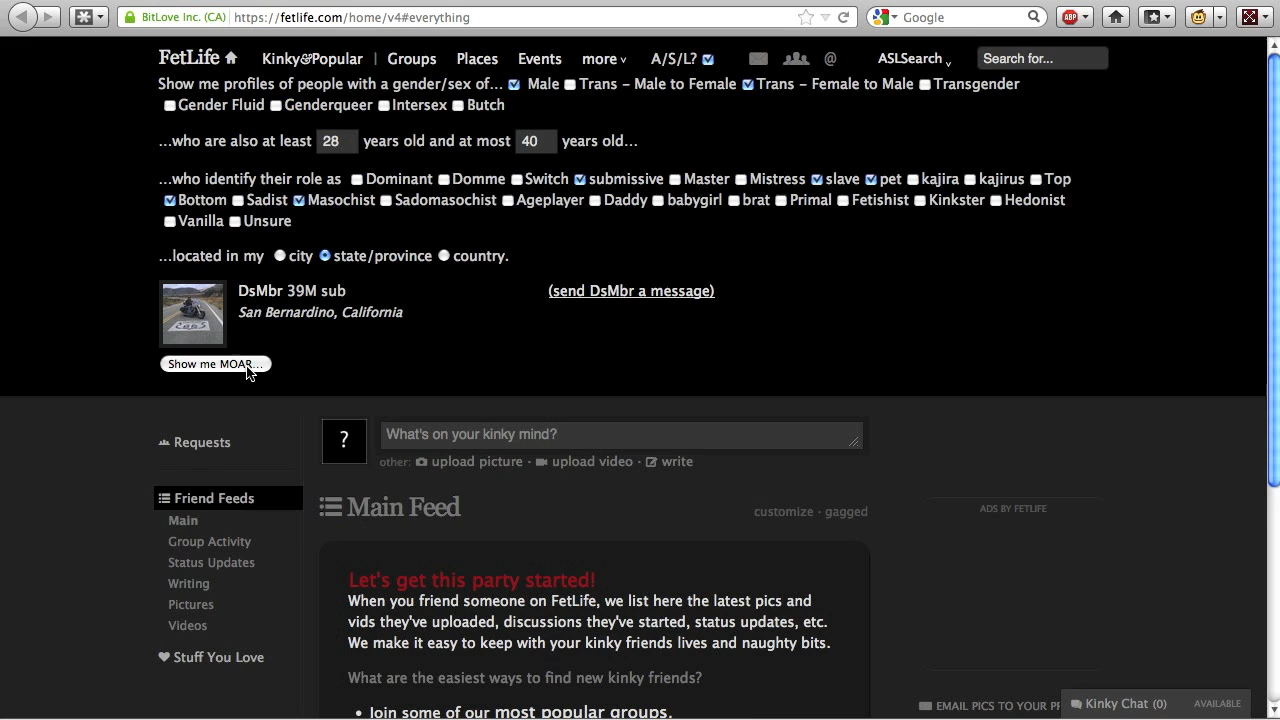 BitLove Inc. (CA) https://fetlife.com/home/v4#everything Google ABP
FetLife Kinky&Popular Groups Places Events more A/S/L? @ ASLSearch Search for...
Show me profiles of people with a gender/sex of... Male Trans - Male to Female Trans - Female to Male Transgender
Gender Fluid Genderqueer Intersex Butch
...who are also at least 28 years old and at most 40 years old...
...who identify their role as Dominant Domme Switch submissive Master Mistress slave pet kajira kajirus Top
Bottom Sadist Masochist Sadomasochist Ageplayer Daddy babygirl brat Primal Fetishist Kinkster Hedonist
Vanilla Unsure
...located in my city state/province country.
DsMbr 39M sub (send DsMbr a message)
San Bernardino, California
Show me MOAR...
Requests
? What's on your kinky mind?
other: upload picture · upload video · write
Friend Feeds
Main Feed customize · gagged
ADS BY FETLIFE
Main
Group Activity
Status Updates
Writing
Pictures
Videos
Stuff You Love
Let's get this party started!
When you friend someone on FetLife, we list here the latest pics and
vids they've uploaded, discussions they've started, status updates, etc.
We make it easy to keep with your kinky friends lives and naughty bits.
What are the easiest ways to find new kinky friends?
• Join some of our most popular groups.
EMAIL PICS TO YOUR PR
Kinky Chat (0) AVAILABLE